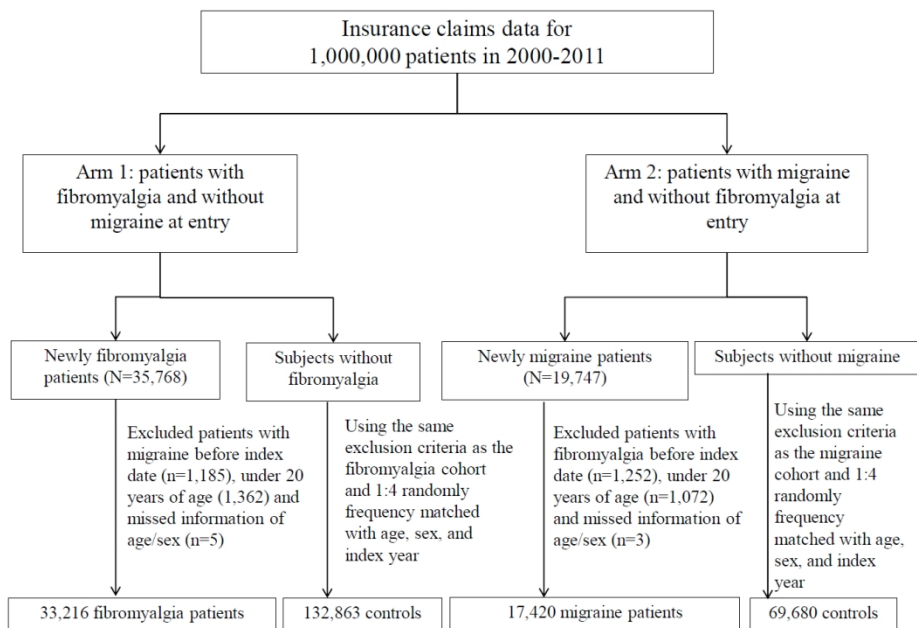 Insurance claims data for
1,000,000 patients in 2000-2011
Arm 1: patients with
fibromyalgia and without
migraine at entry
Arm 2: patients with migraine
and without fibromyalgia at
entry
Newly fibromyalgia
patients (N=35,768)
Subjects without
fibromyalgia
Newly migraine patients
(N=19,747)
Subjects without migraine
Excluded patients with
migraine before index
date (n=1,185), under 20
years of age (1,362) and
missed information of
age/sex (n=5)
Using the same
exclusion criteria as the
fibromyalgia cohort
and 1:4 randomly
frequency matched
with age, sex, and
index year
Excluded patients with
fibromyalgia before index
date (n=1,252), under 20
years of age (n=1,072)
and missed information of
age/sex (n=3)
Using the same
exclusion criteria
as the migraine
cohort and 1:4
randomly
frequency
matched with age,
sex, and index
year
33,216 fibromyalgia patients
132,863 controls
17,420 migraine patients
69,680 controls